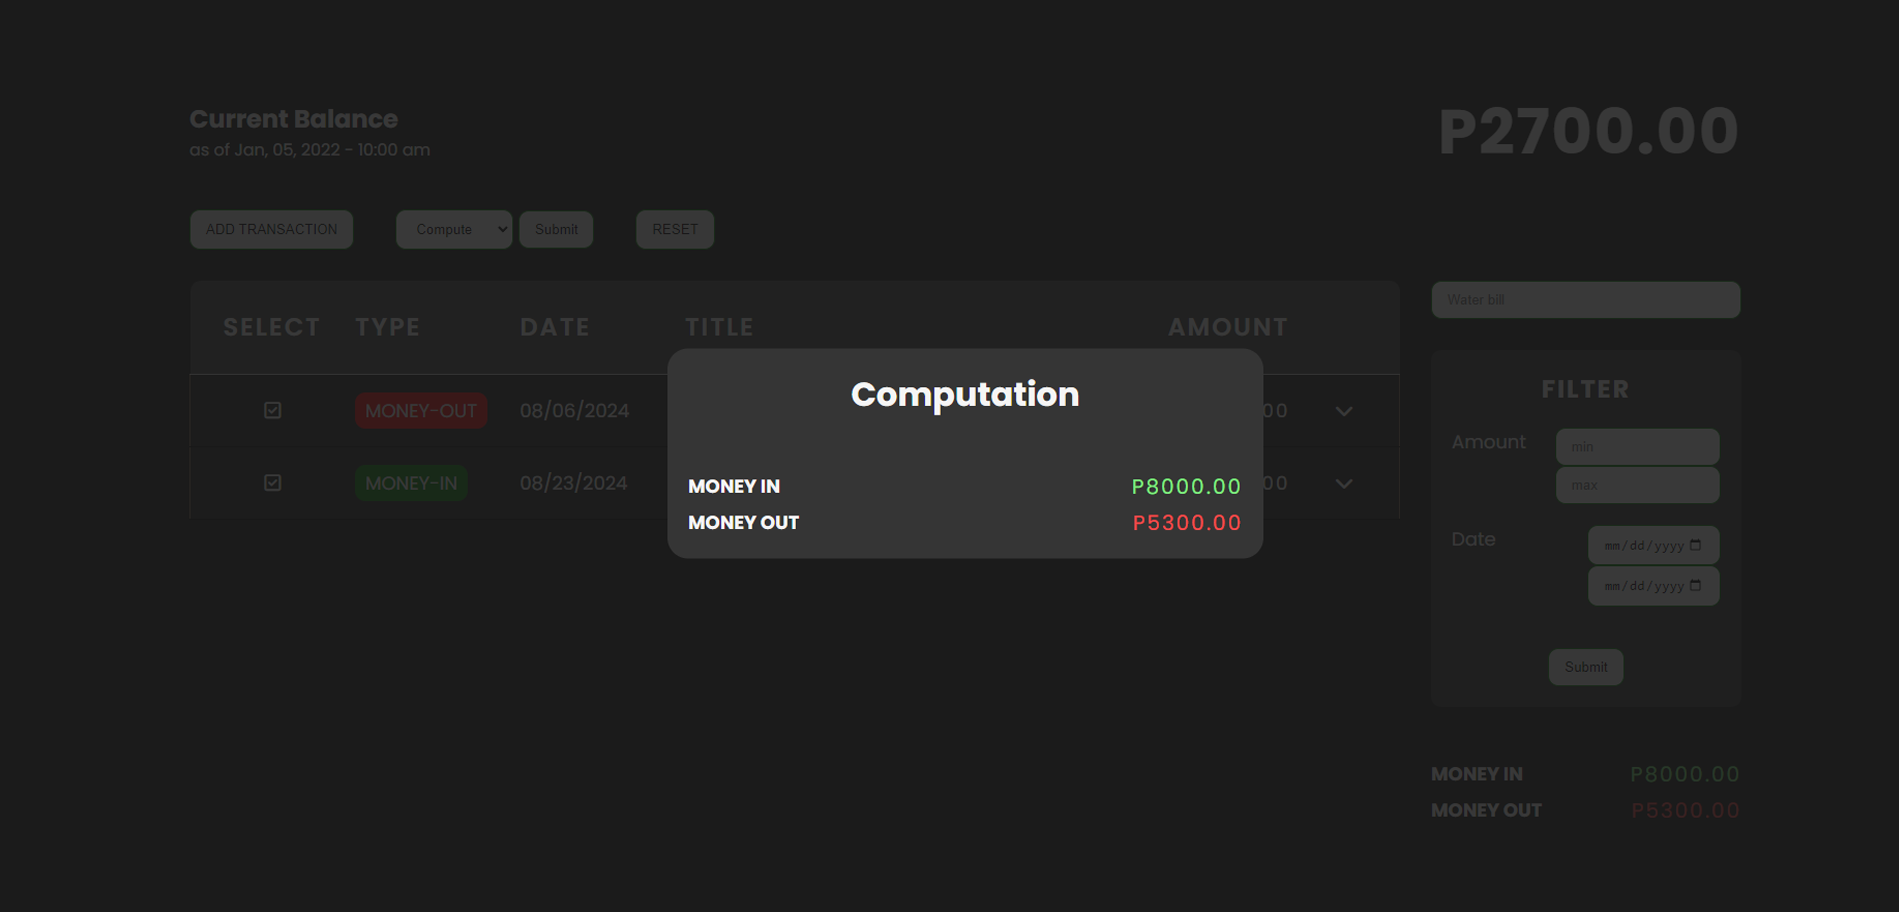 Current Balance
P2700.00
as of Jan, 05, 2022 - 10:00 am
ADD TRANSACTION
Compute
Submit
RESET
SELECT TYPE DATE TITLE AMOUNT
MONEY-OUT 08/06/2024 00
MONEY-IN 08/23/2024 00
Computation
MONEY IN P8000.00
MONEY OUT P5300.00
Water bill
FILTER
Amount min
max
Date mm/dd/yyyy
mm/dd/yyyy
Submit
MONEY IN P8000.00
MONEY OUT P5300.00